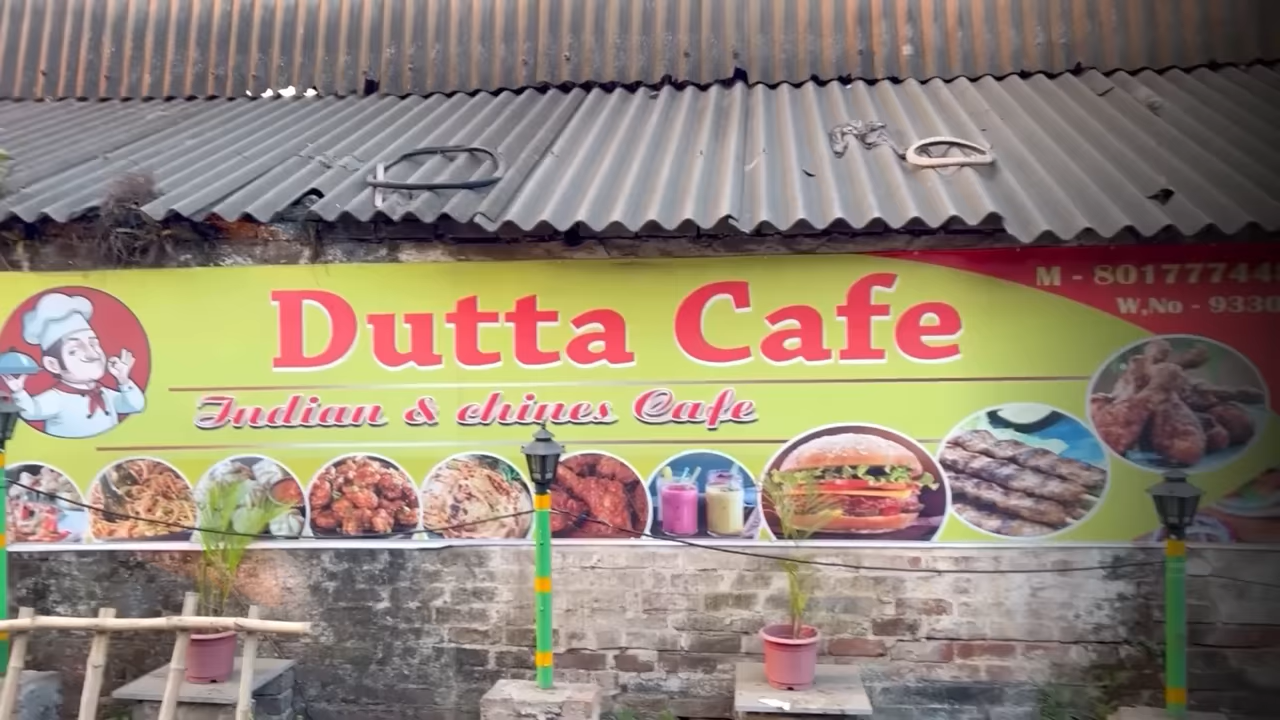 Dutta Cafe
Indian & chines Cafe
M - 80177744
W,No - 9330